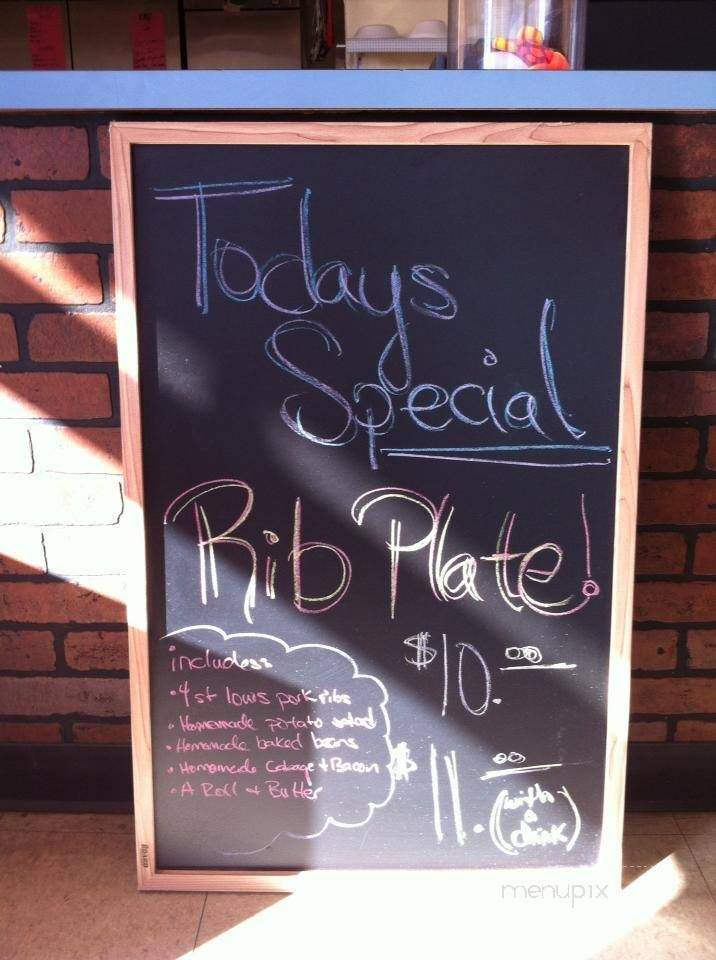 Todays
Special
Rib Plate!
includes:
• 4 st louis pork ribs
• Homemade potato salad
• Homemade baked beans
• Homemade Cabage + Bacon
• A Roll + Butter
$10.00
$11.00
(with
a
drink)
menupix